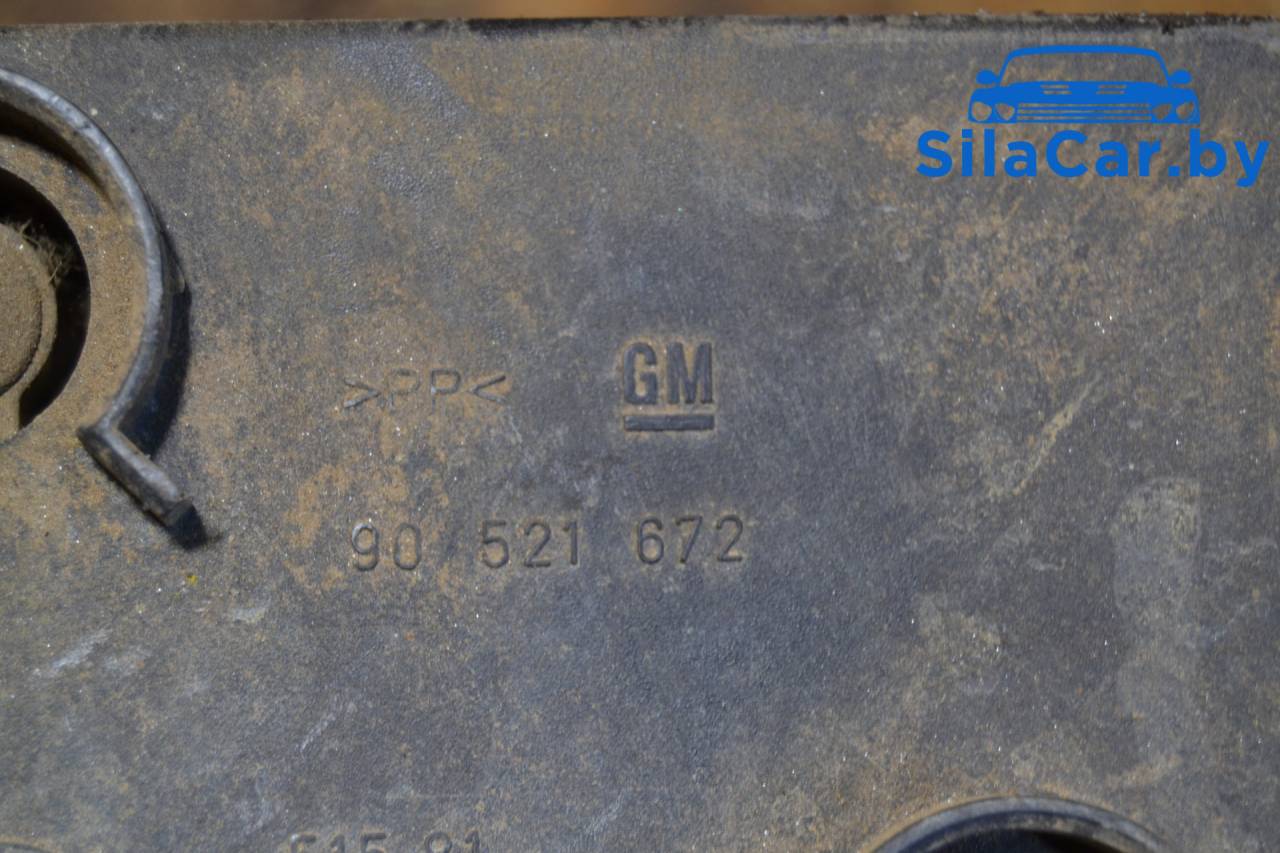 SilaCar.by
>PP<
GM
90 521 672